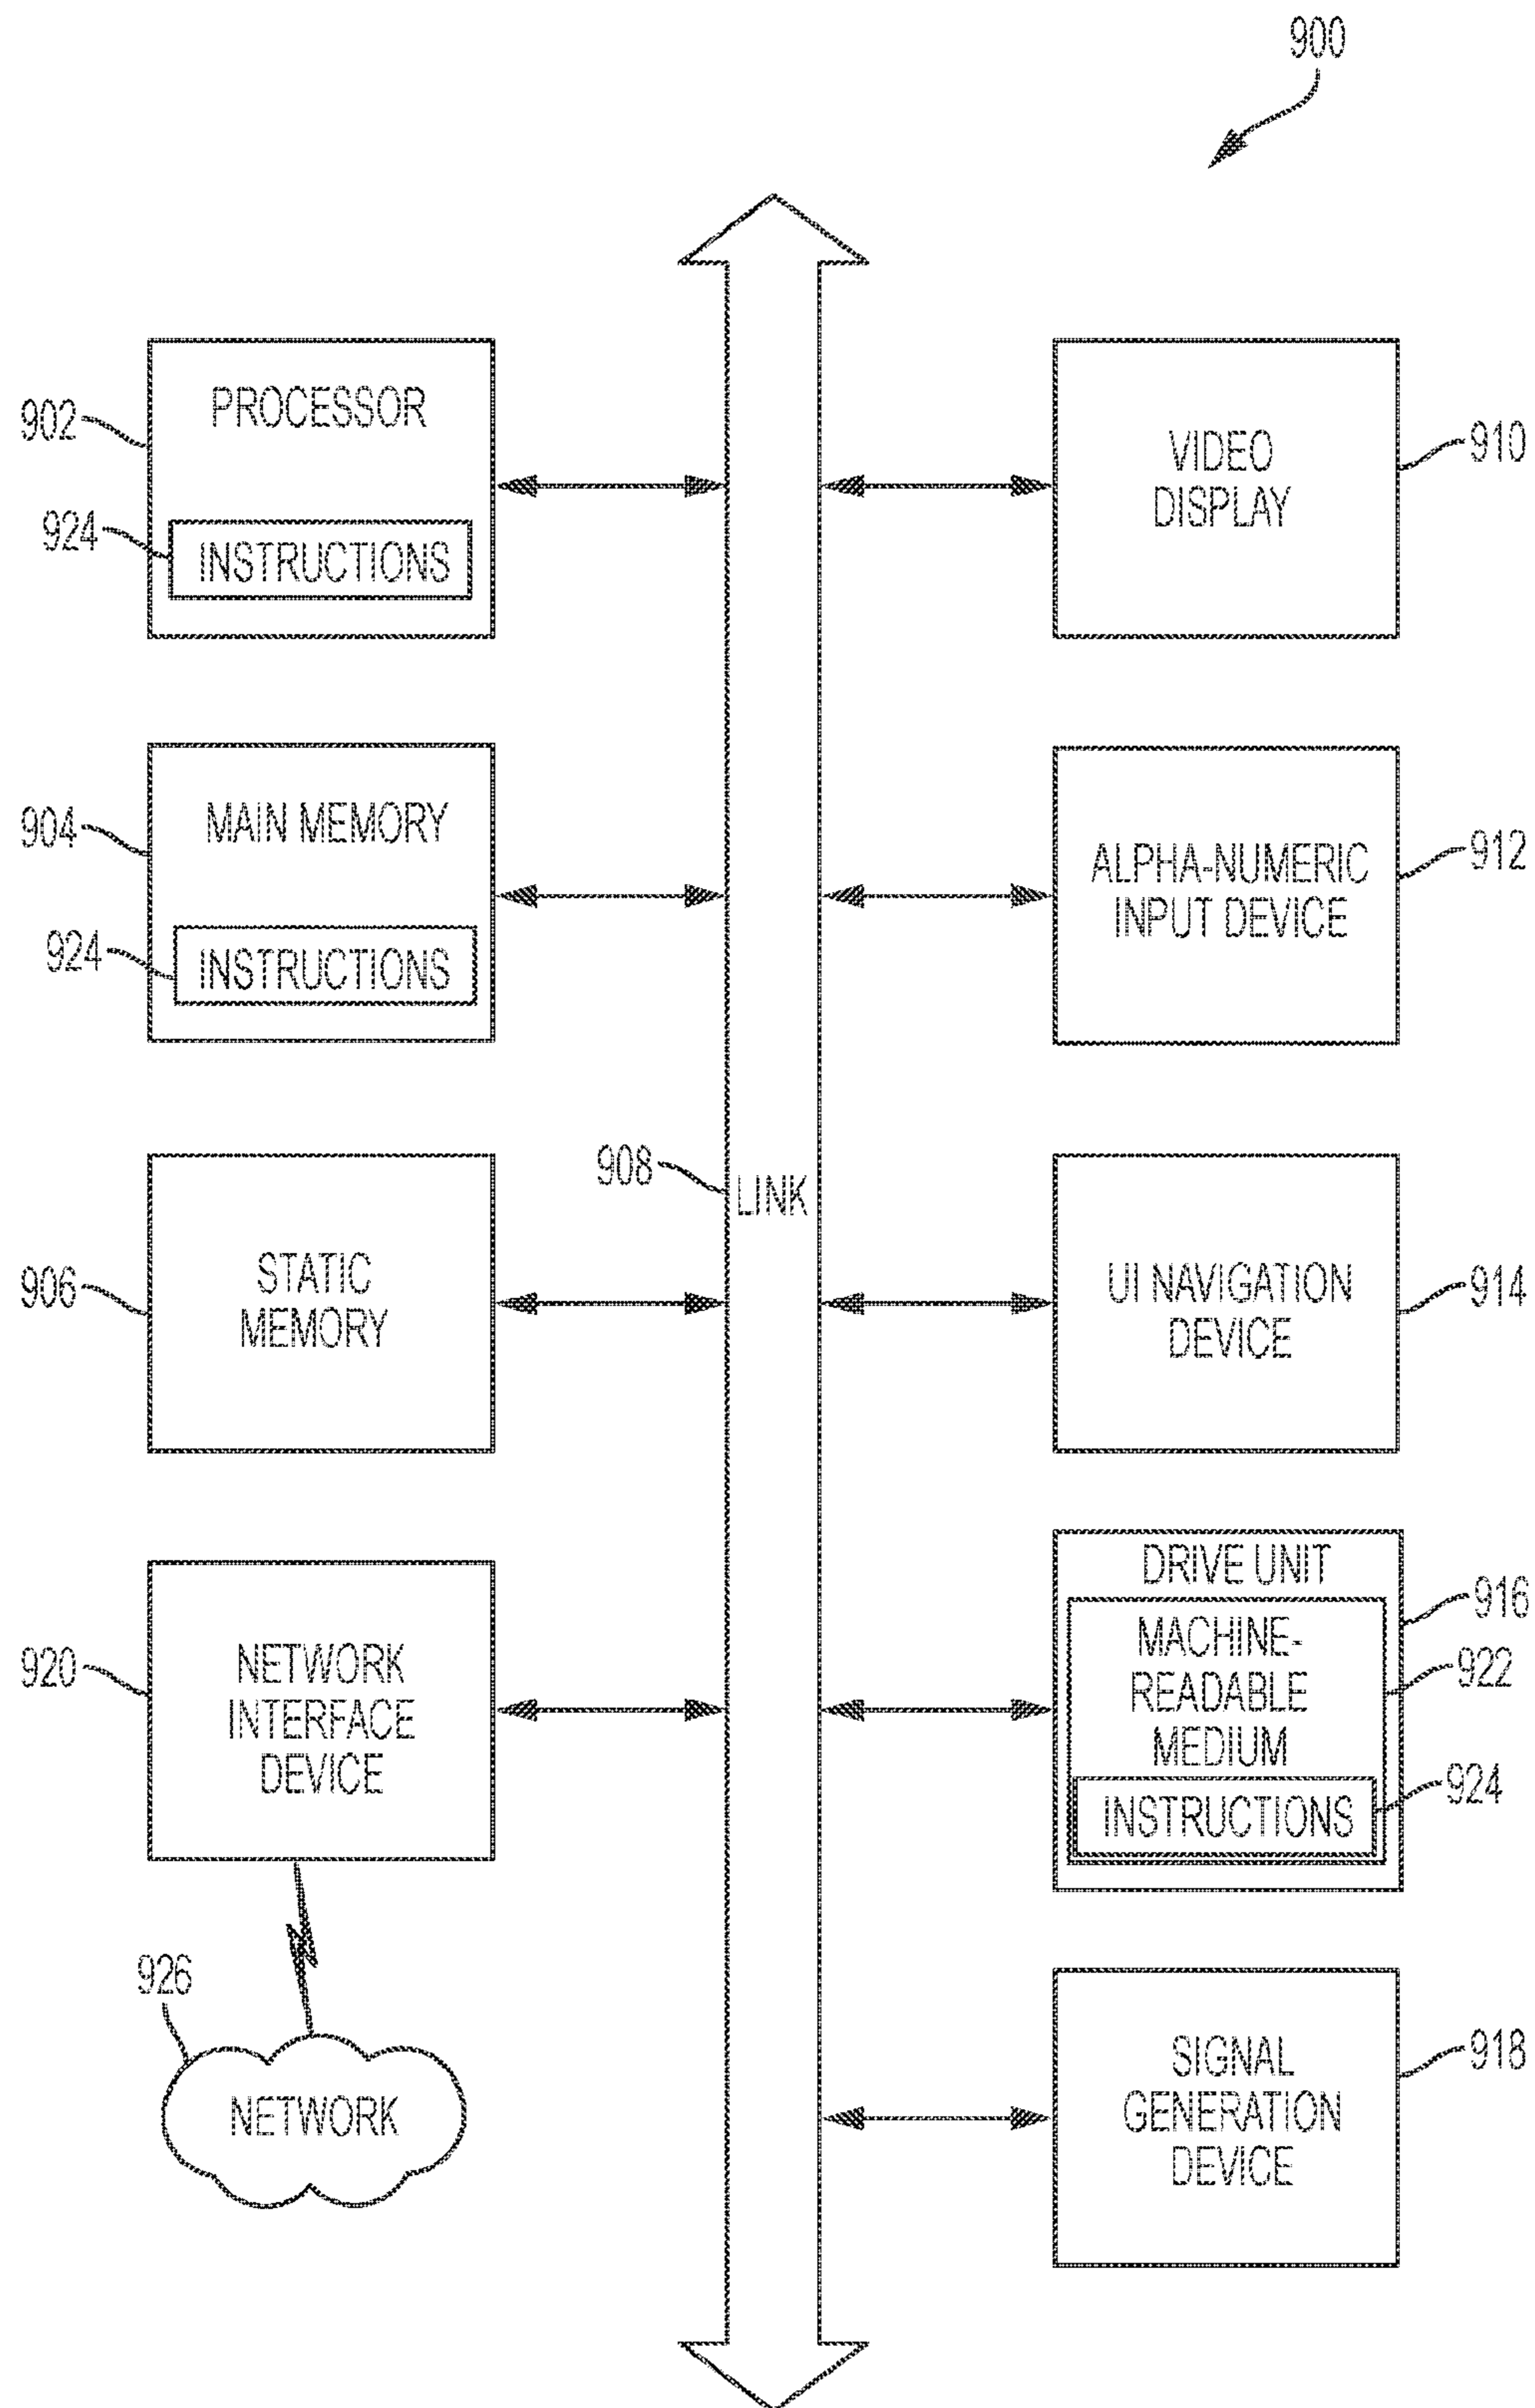 900
902
PROCESSOR
924
INSTRUCTIONS
VIDEO
DISPLAY
910
904
MAIN MEMORY
924
INSTRUCTIONS
ALPHA-NUMERIC
INPUT DEVICE
912
908
LINK
906
STATIC
MEMORY
UI NAVIGATION
DEVICE
914
920
NETWORK
INTERFACE
DEVICE
DRIVE UNIT
916
MACHINE-
READABLE
MEDIUM
922
INSTRUCTIONS
924
926
NETWORK
SIGNAL
GENERATION
DEVICE
918